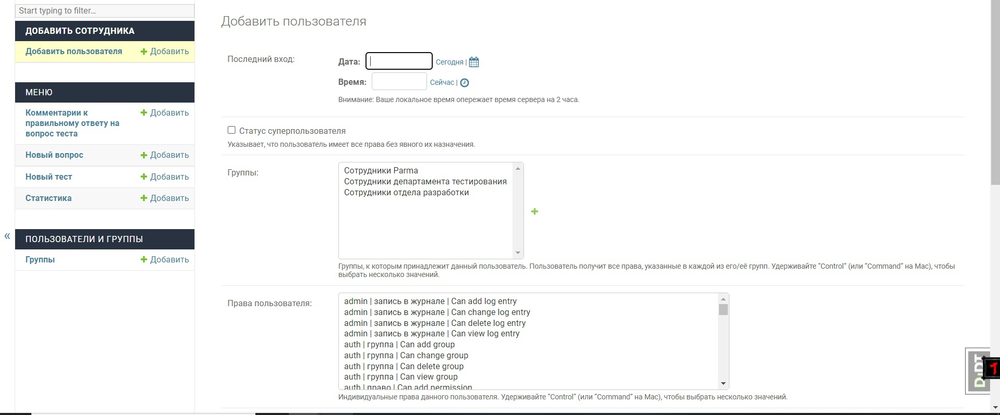 Start typing to filter…
ДОБАВИТЬ СОТРУДНИКА
Добавить пользователя + Добавить
МЕНЮ
Комментарии к + Добавить
правильному ответу на
вопрос теста
Новый вопрос + Добавить
Новый тест + Добавить
Статистика + Добавить
«
ПОЛЬЗОВАТЕЛИ И ГРУППЫ
Группы + Добавить
Добавить пользователя
Последний вход:
Дата: Сегодня |
Время: Сейчас |
Внимание: Ваше локальное время опережает время сервера на 2 часа.
Статус суперпользователя
Указывает, что пользователь имеет все права без явного их назначения.
Группы:
Сотрудники Parma
Сотрудники департамента тестирования
Сотрудники отдела разработки
Группы, к которым принадлежит данный пользователь. Пользователь получит все права, указанные в каждой из его/её групп. Удерживайте “Control“ (или “Command“ на Mac), чтобы
выбрать несколько значений.
Права пользователя:
admin | запись в журнале | Can add log entry
admin | запись в журнале | Can change log entry
admin | запись в журнале | Can delete log entry
admin | запись в журнале | Can view log entry
auth | группа | Can add group
auth | группа | Can change group
auth | группа | Can delete group
auth | группа | Can view group
auth | право | Can add permission
Индивидуальные права данного пользователя. Удерживайте “Control“ (или “Command“ на Mac), чтобы выбрать несколько значений.
DjDT
1